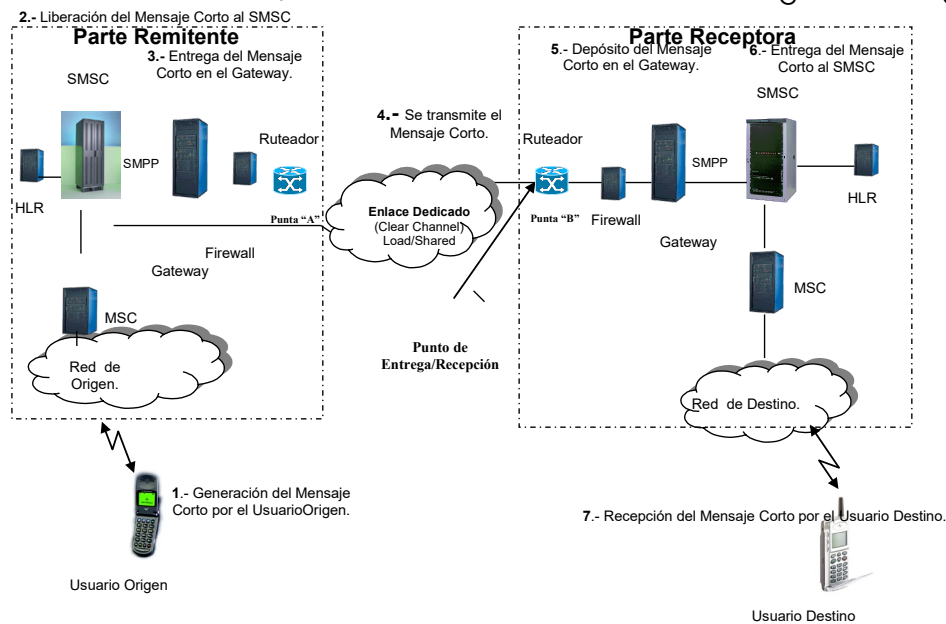 2.- Liberación del Mensaje Corto al SMSC
Parte Remitente
3.- Entrega del Mensaje
Corto en el Gateway.
SMSC
SMPP
Ruteador
HLR
Punta “A”
Firewall
Gateway
MSC
Red de
Origen.
1.- Generación del Mensaje
Corto por el UsuarioOrigen.
Usuario Origen
4.- Se transmite el
Mensaje Corto.
Enlace Dedicado
(Clear Channel)
Load/Shared
Punto de
Entrega/Recepción
Parte Receptora
5.- Depósito del Mensaje
Corto en el Gateway.
6.- Entrega del Mensaje
Corto al SMSC
SMSC
Ruteador
SMPP
HLR
Punta “B”
Firewall
Gateway
MSC
Red de Destino.
7.- Recepción del Mensaje Corto por el Usuario Destino.
Usuario Destino